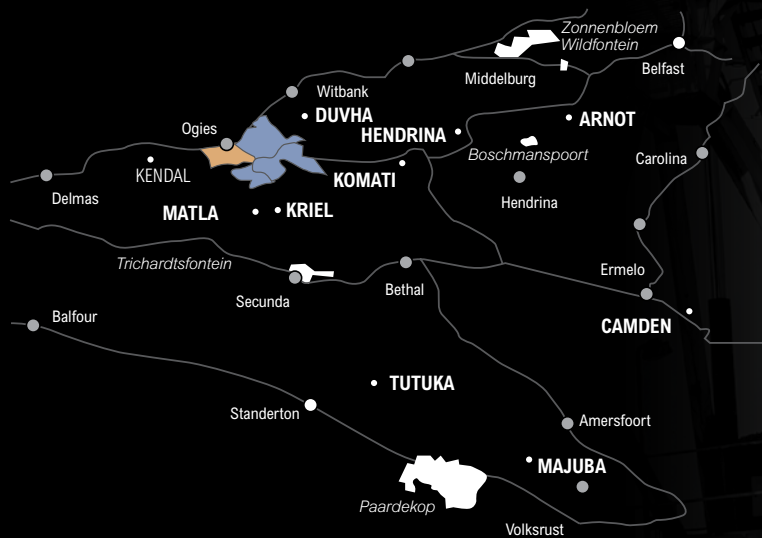 Zonnenbloem
Wildfontein
Middelburg
Belfast
Witbank
DUVHA
ARNOT
Ogies
HENDRINA
Boschmanspoort
Carolina
KENDAL
KOMATI
Delmas
Hendrina
MATLA
KRIEL
Trichardtsfontein
Ermelo
Secunda
Bethal
Balfour
CAMDEN
TUTUKA
Standerton
Amersfoort
MAJUBA
Paardekop
Volksrust